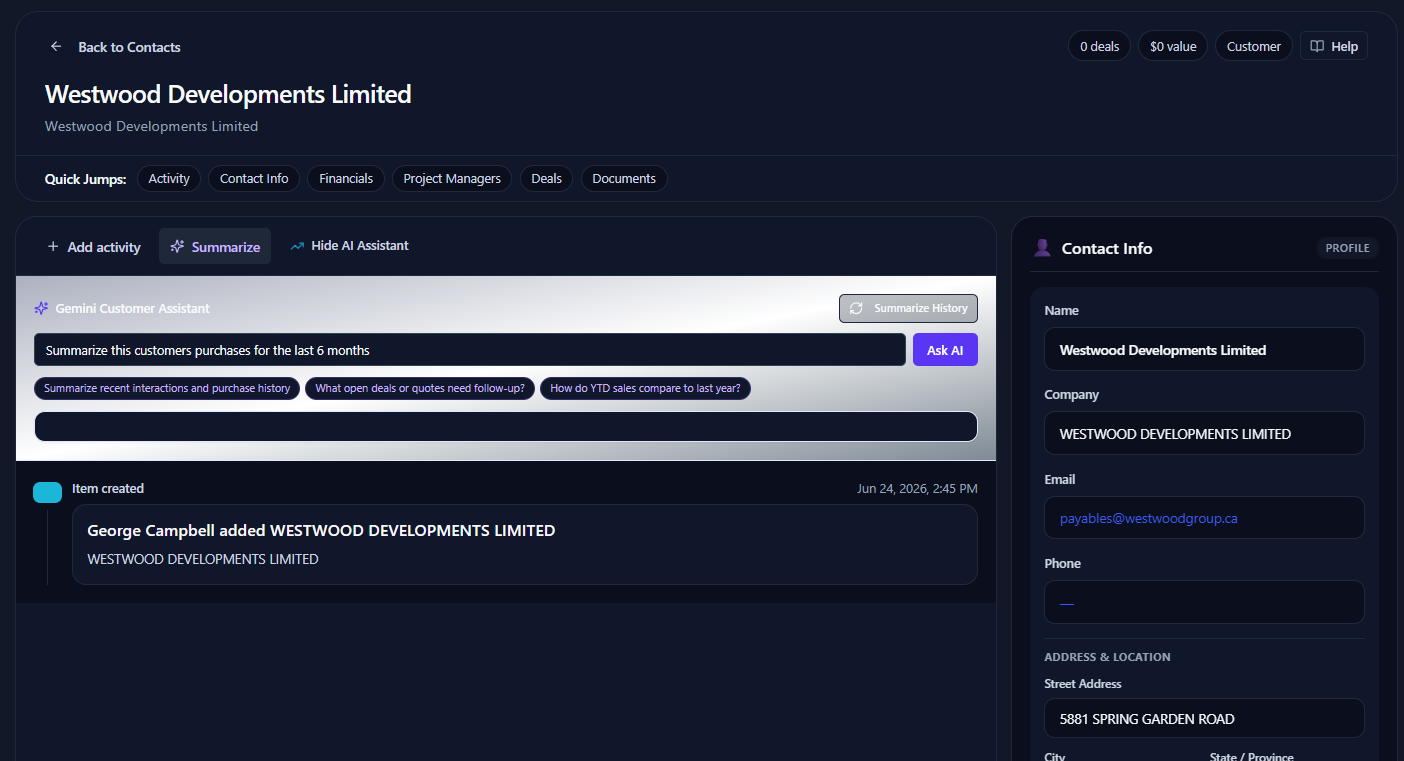 Back to Contacts
0 deals
$0 value
Customer
Help
Westwood Developments Limited
Westwood Developments Limited
Quick Jumps:
Activity
Contact Info
Financials
Project Managers
Deals
Documents
Add activity
Summarize
Hide AI Assistant
Gemini Customer Assistant
Summarize History
Summarize this customers purchases for the last 6 months
Ask AI
Summarize recent interactions and purchase history
What open deals or quotes need follow-up?
How do YTD sales compare to last year?
Item created
Jun 24, 2026, 2:45 PM
George Campbell added WESTWOOD DEVELOPMENTS LIMITED
WESTWOOD DEVELOPMENTS LIMITED
Contact Info
PROFILE
Name
Westwood Developments Limited
Company
WESTWOOD DEVELOPMENTS LIMITED
Email
payables@westwoodgroup.ca
Phone
—
ADDRESS & LOCATION
Street Address
5881 SPRING GARDEN ROAD
City
State / Province